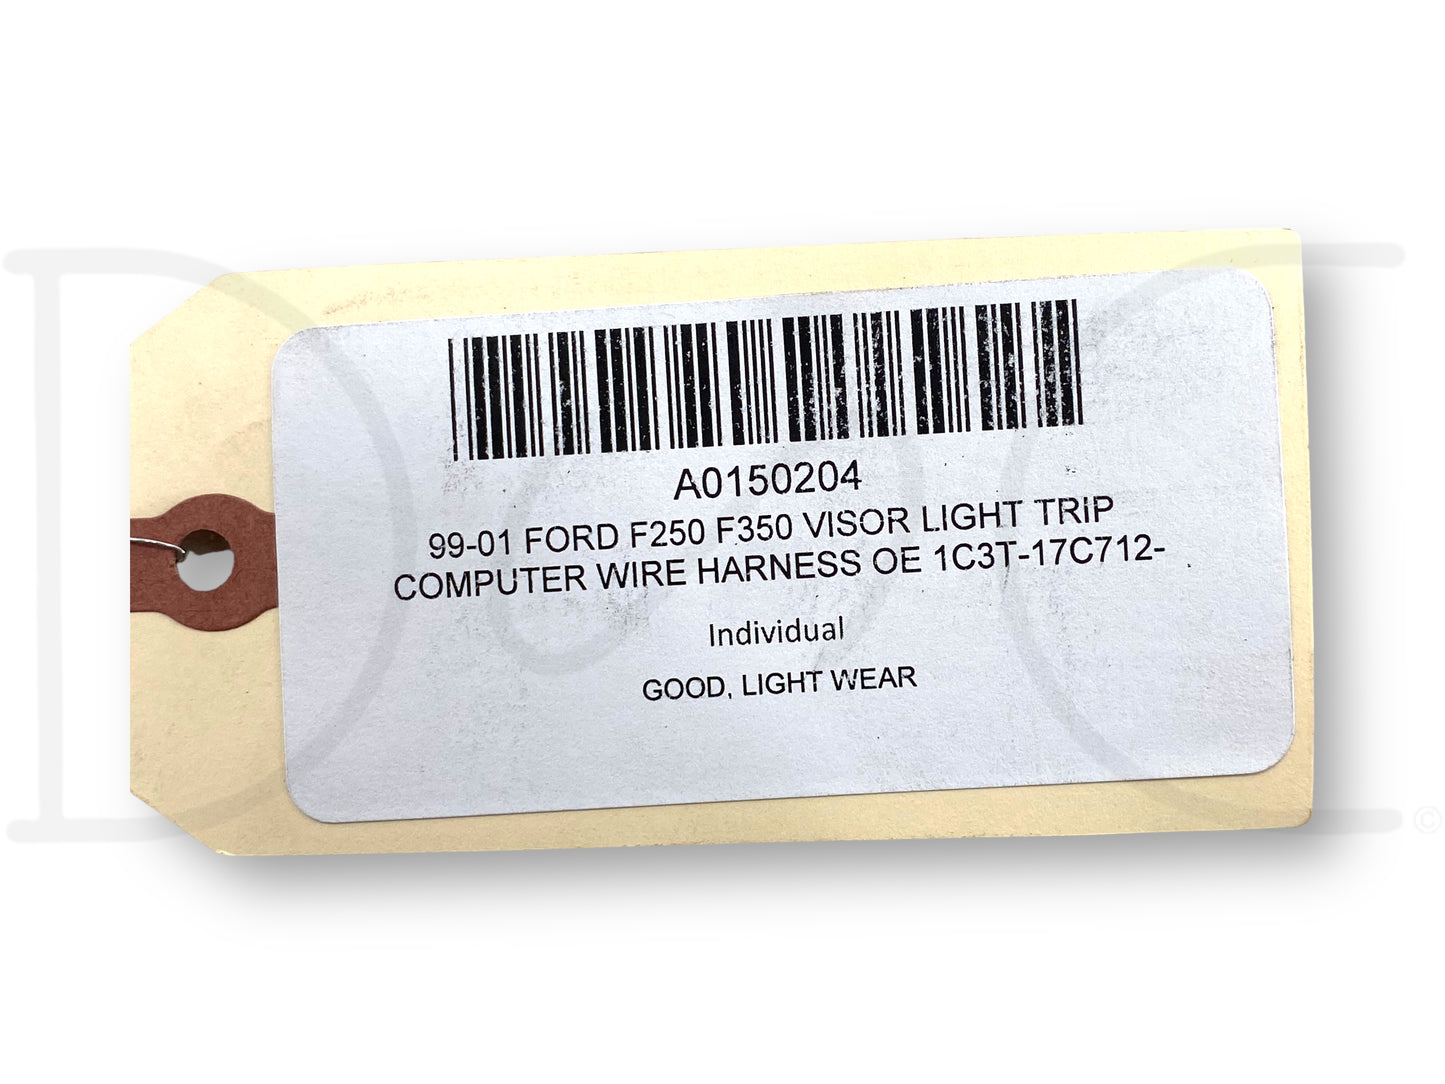 A0150204
99-01 FORD F250 F350 VISOR LIGHT TRIP
COMPUTER WIRE HARNESS OE 1C3T-17C712-
Individual
GOOD, LIGHT WEAR
©